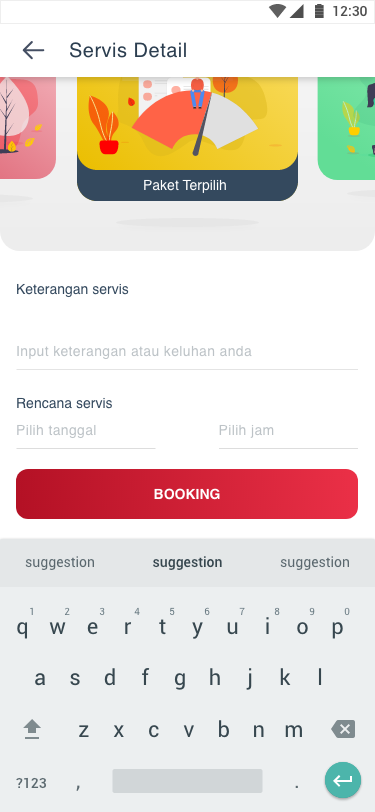 12:30
Servis Detail
Paket Terpilih
Keterangan servis
Input keterangan atau keluhan anda
Rencana servis
Pilih tanggal Pilih jam
BOOKING
suggestion suggestion suggestion
1 2 3 4 5 6 7 8 9 0
q w e r t y u i o p
a s d f g h j k l
z x c v b n m
?123 , .